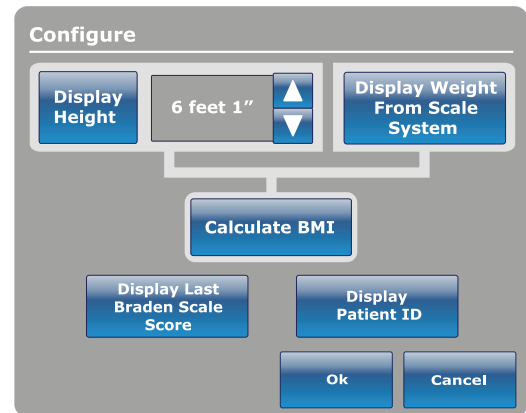 Configure
Display
Height
6 feet 1”
Display Weight
From Scale
System
Calculate BMI
Display Last
Braden Scale
Score
Display
Patient ID
Ok
Cancel